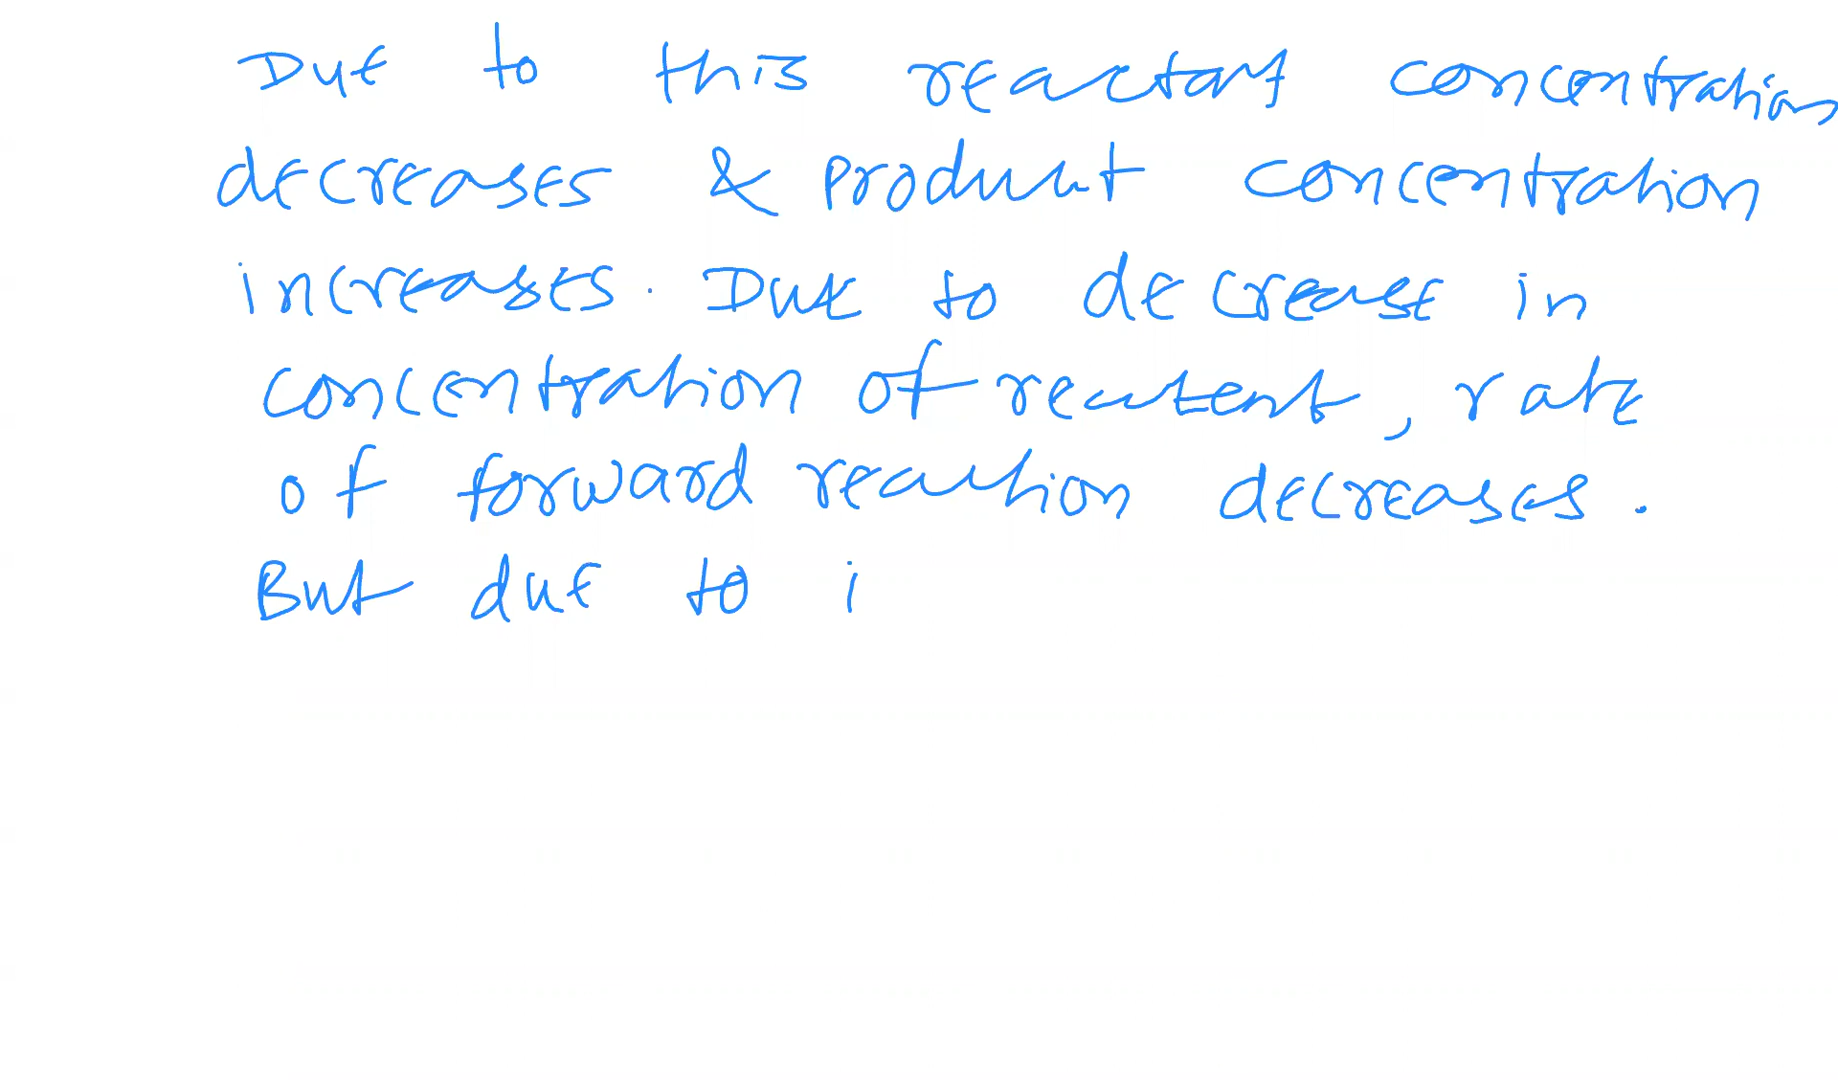 Due to this reactant concentration
decreases & product concentration
increases. Due to decrease in
concentration of reactent, rate
of forward reaction decreases.
But due to i